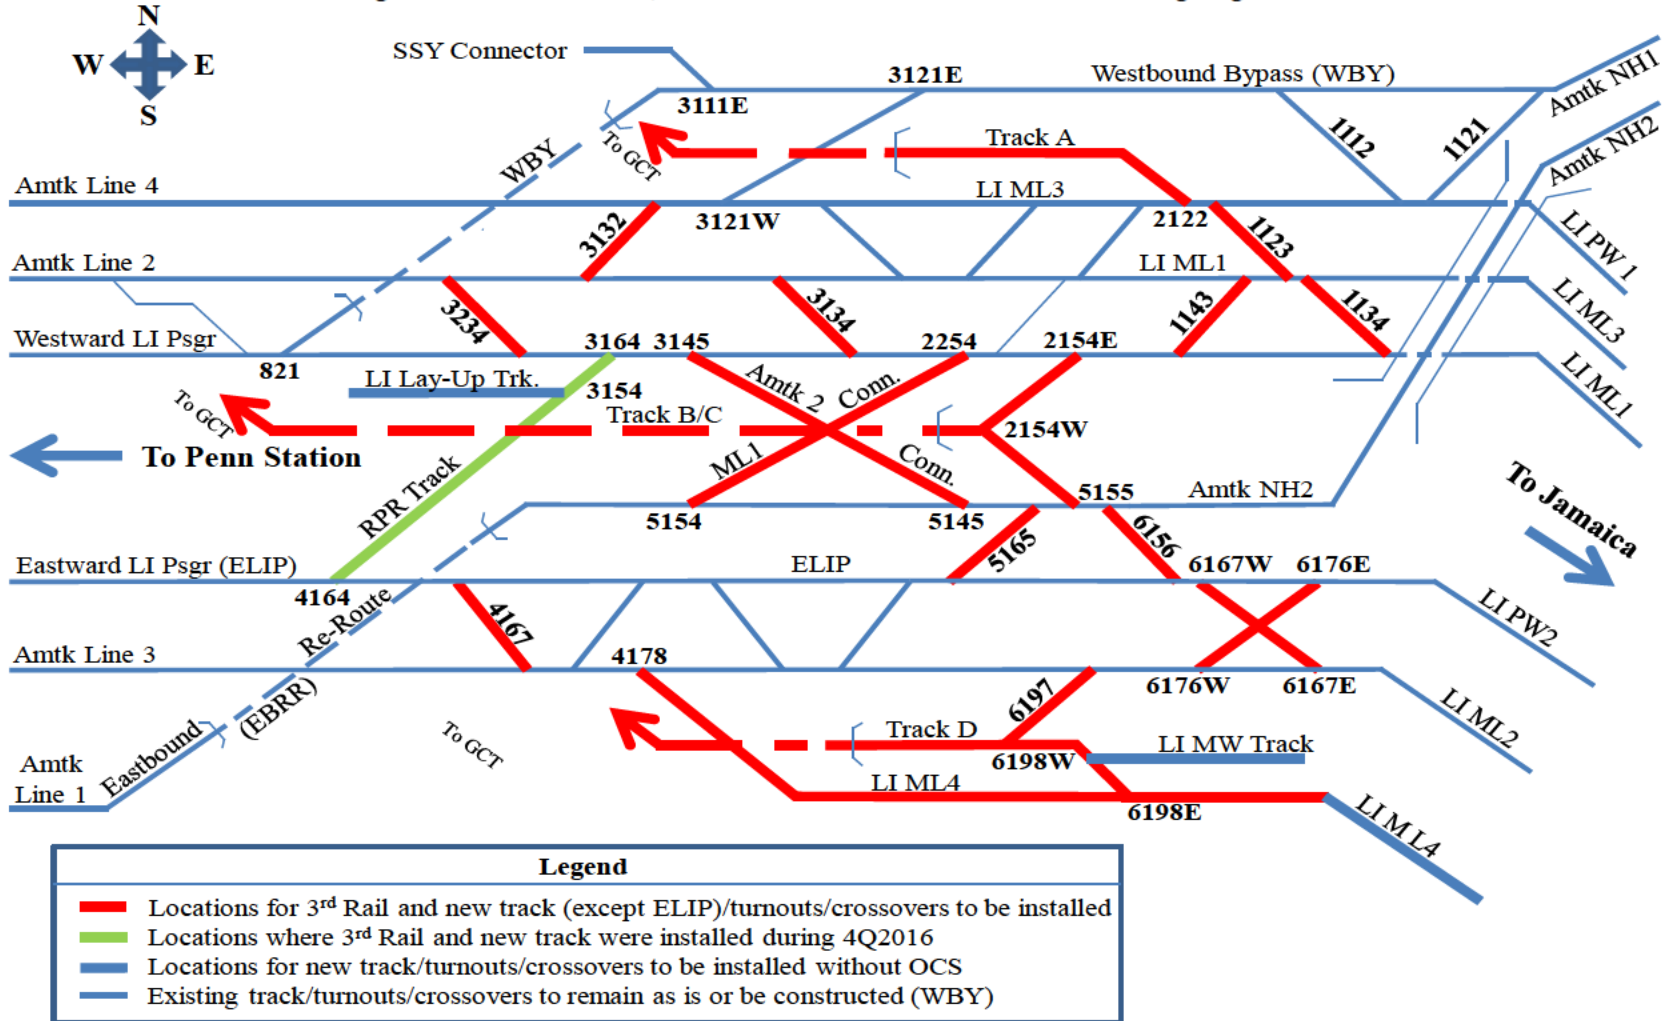 N
W E
S
SSY Connector
3121E
Westbound Bypass (WBY)
Amtk NH1
3111E
To GCT
Track A
1112
1121
Amtk NH2
WBY
Amtk Line 4
LI ML3
3121W
2122
3132
1123
LI PW 1
Amtk Line 2
LI ML1
3234
3134
1143
1134
LI ML3
Westward LI Psgr
3164
3145
2254
2154E
821
LI Lay-Up Trk.
3154
Amtk 2
Conn.
LI ML1
To GCT
Track B/C
2154W
To Penn Station
ML1
Conn.
RPR Track
5154
5145
5155
Amtk NH2
To Jamaica
5165
6156
Eastward LI Psgr (ELIP)
ELIP
6167W
6176E
4164
Re-Route
4167
LI PW2
Amtk Line 3
4178
6176W
6167E
(EBRR)
6197
LI ML2
Eastbound
To GCT
Track D
6198W
LI MW Track
Amtk
Line 1
LI ML4
6198E
LI M L4
Legend
Locations for 3rd Rail and new track (except ELIP)/turnouts/crossovers to be installed
Locations where 3rd Rail and new track were installed during 4Q2016
Locations for new track/turnouts/crossovers to be installed without OCS
Existing track/turnouts/crossovers to remain as is or be constructed (WBY)